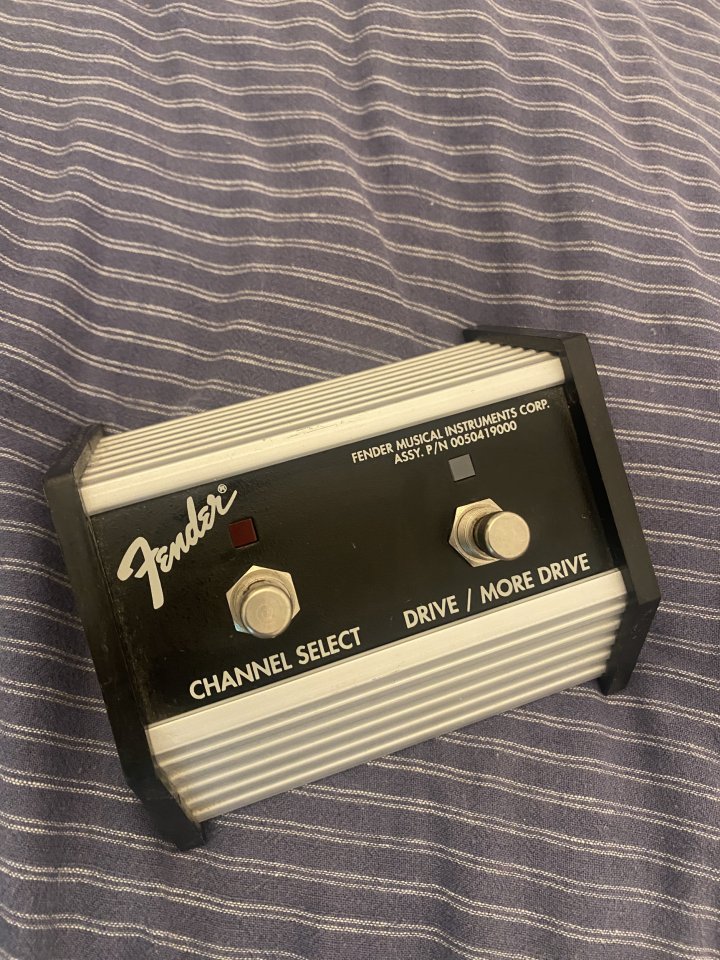 FENDER MUSICAL INSTRUMENTS CORP.
ASSY. P/N 0050419000
Fender®
CHANNEL SELECT
DRIVE / MORE DRIVE